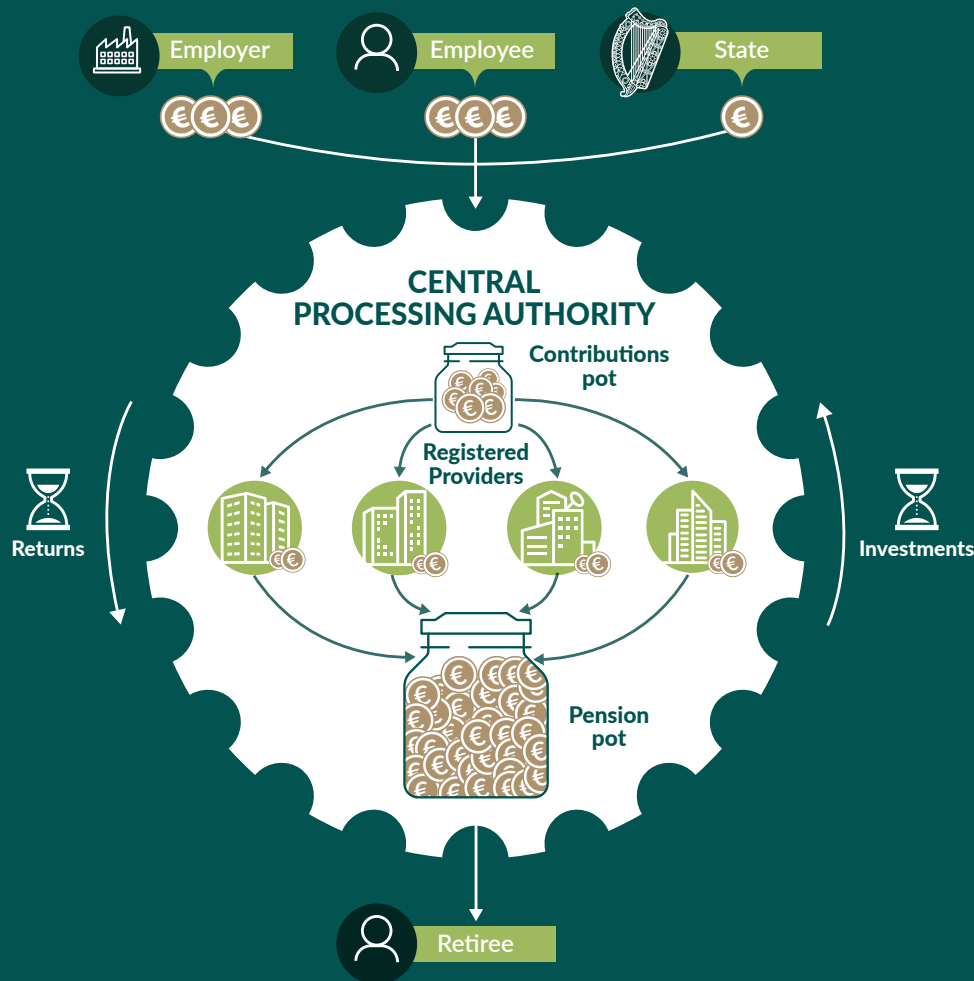 Employer
Employee
State
€€€
€€€
€
CENTRAL
PROCESSING AUTHORITY
Contributions
pot
Registered
Providers
Returns
Investments
Pension
pot
Retiree